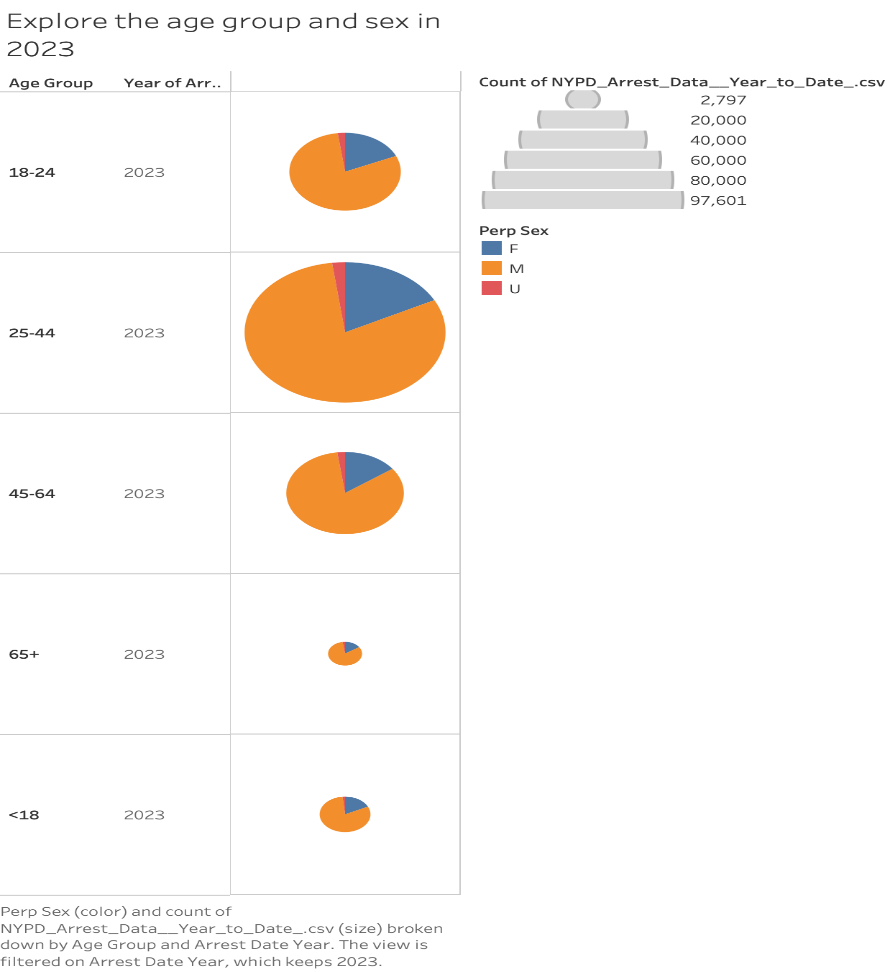 Explore the age group and sex in
2023
Age Group
Year of Arr..
Count of NYPD_Arrest_Data__Year_to_Date_.csv
2,797
20,000
40,000
60,000
80,000
97,601
Perp Sex
F
M
U
18-24
2023
25-44
2023
45-64
2023
65+
2023
<18
2023
Perp Sex (color) and count of
NYPD_Arrest_Data__Year_to_Date_.csv (size) broken
down by Age Group and Arrest Date Year. The view is
filtered on Arrest Date Year, which keeps 2023.